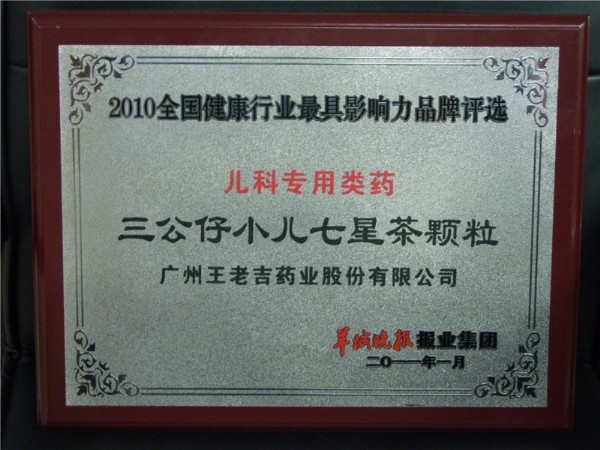 2010全国健康行业最具影响力品牌评选
儿科专用类药
三公仔小儿七星茶颗粒
广州王老吉药业股份有限公司
羊城晚报 报业集团
二〇一一年一月